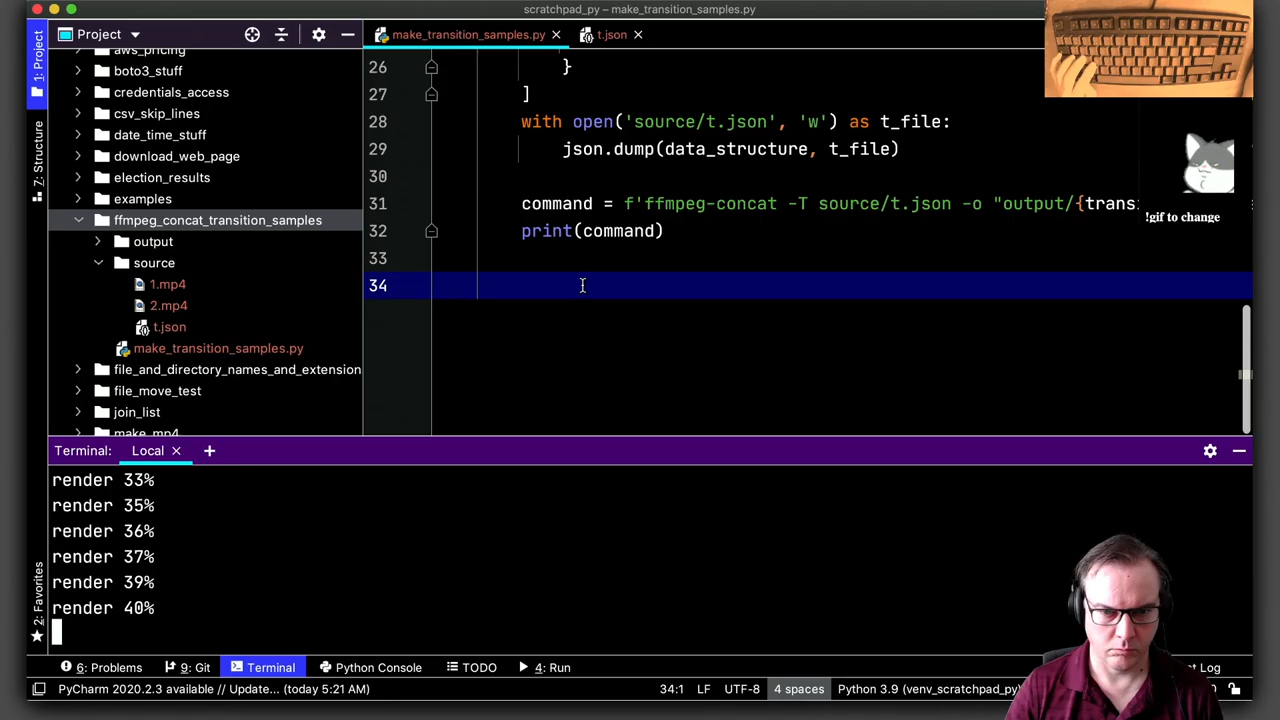 scratchpad_py – make_transition_samples.py
1: Project
Project
make_transition_samples.py
t.json
aws_pricing
boto3_stuff
credentials_access
csv_skip_lines
date_time_stuff
download_web_page
election_results
examples
ffmpeg_concat_transition_samples
output
source
1.mp4
2.mp4
t.json
make_transition_samples.py
file_and_directory_names_and_extension
file_move_test
join_list
make_mp4
7: Structure
2: Favorites
26 }
27 ]
28 with open('source/t.json', 'w') as t_file:
29 json.dump(data_structure, t_file)
30
31 command = f'ffmpeg-concat -T source/t.json -o "output/{transi
32 print(command)
33
34
!gif to change
Terminal: Local
render 33%
render 35%
render 36%
render 37%
render 39%
render 40%
6: Problems 9: Git Terminal Python Console TODO 4: Run Log
PyCharm 2020.2.3 available // Update... (today 5:21 AM) 34:1 LF UTF-8 4 spaces Python 3.9 (venv_scratchpad_py)